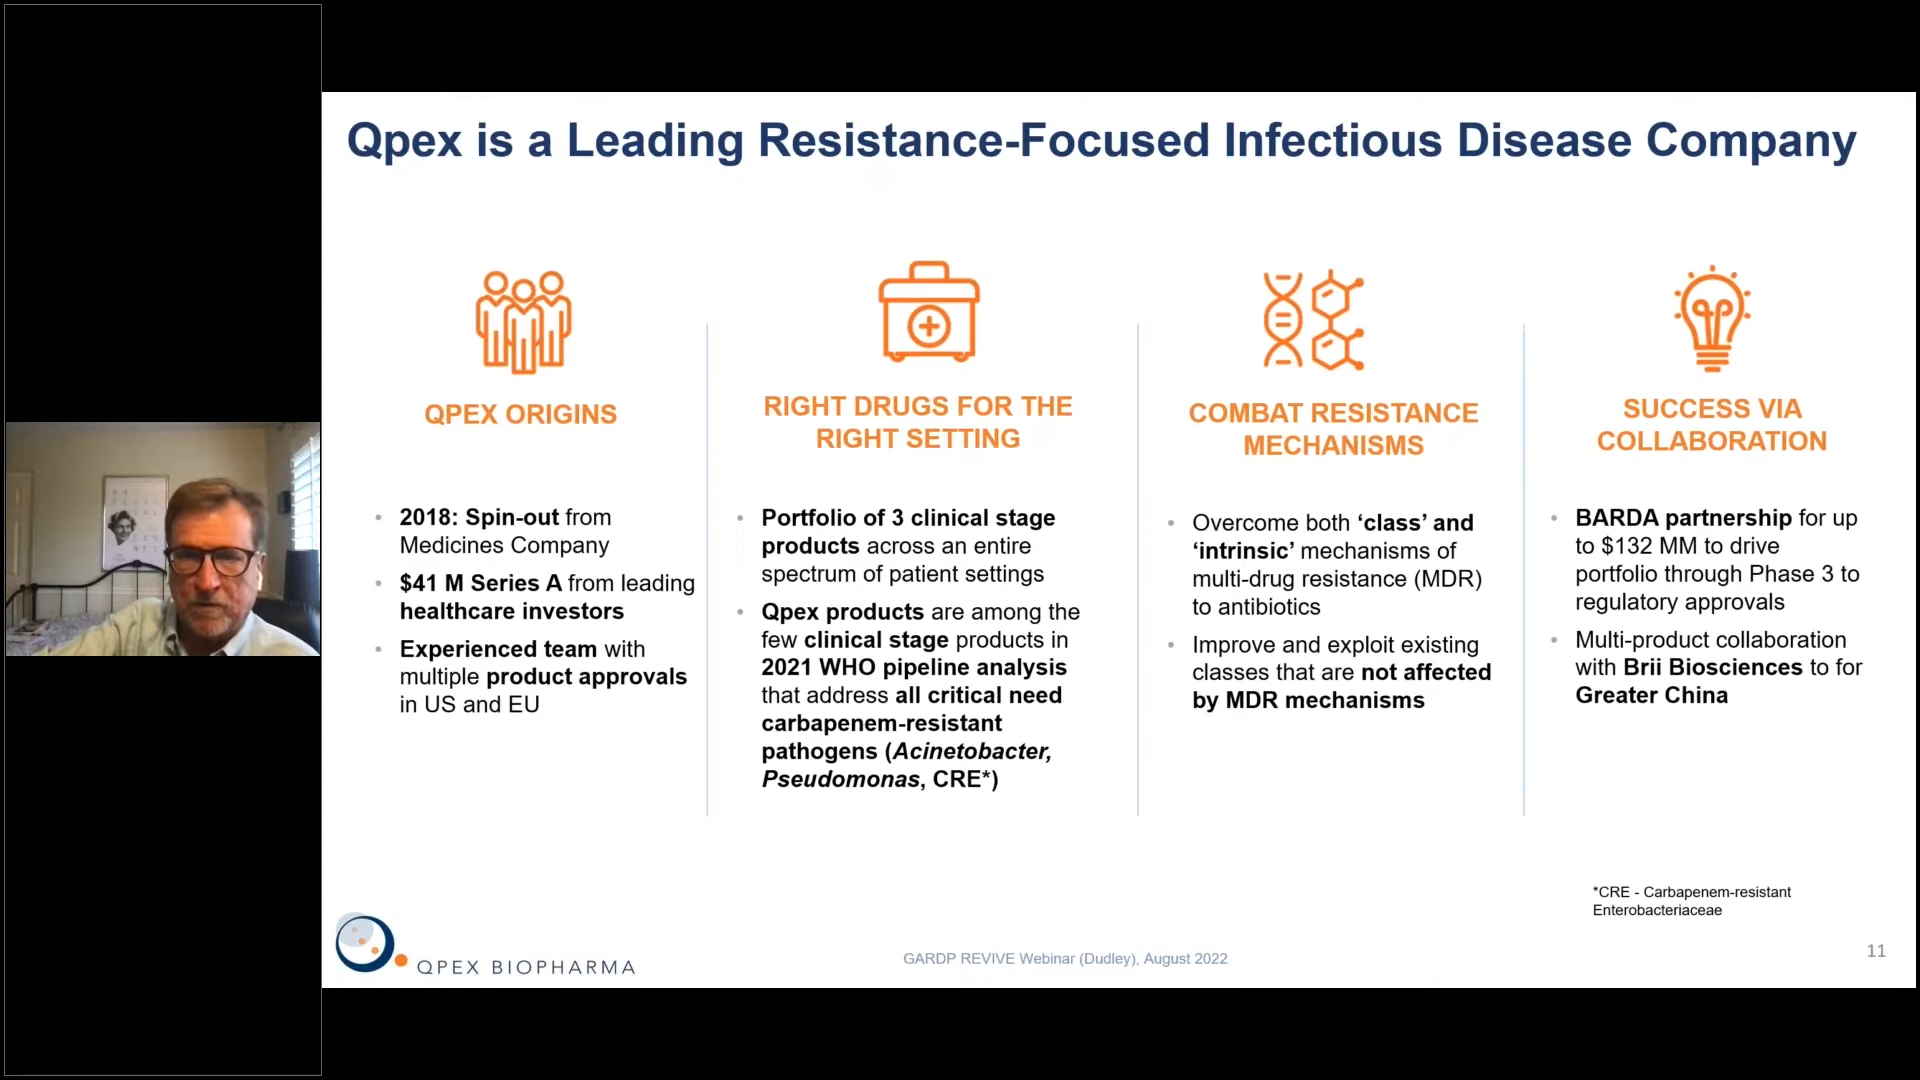 Qpex is a Leading Resistance-Focused Infectious Disease Company
QPEX ORIGINS
• 2018: Spin-out from
Medicines Company
• $41 M Series A from leading
healthcare investors
• Experienced team with
multiple product approvals
in US and EU
RIGHT DRUGS FOR THE
RIGHT SETTING
• Portfolio of 3 clinical stage
products across an entire
spectrum of patient settings
• Qpex products are among the
few clinical stage products in
2021 WHO pipeline analysis
that address all critical need
carbapenem-resistant
pathogens (Acinetobacter,
Pseudomonas, CRE*)
COMBAT RESISTANCE
MECHANISMS
• Overcome both ‘class’ and
‘intrinsic’ mechanisms of
multi-drug resistance (MDR)
to antibiotics
• Improve and exploit existing
classes that are not affected
by MDR mechanisms
SUCCESS VIA
COLLABORATION
• BARDA partnership for up
to $132 MM to drive
portfolio through Phase 3 to
regulatory approvals
• Multi-product collaboration
with Brii Biosciences to for
Greater China
*CRE - Carbapenem-resistant
Enterobacteriaceae
QPEX BIOPHARMA
GARDP REVIVE Webinar (Dudley), August 2022
11